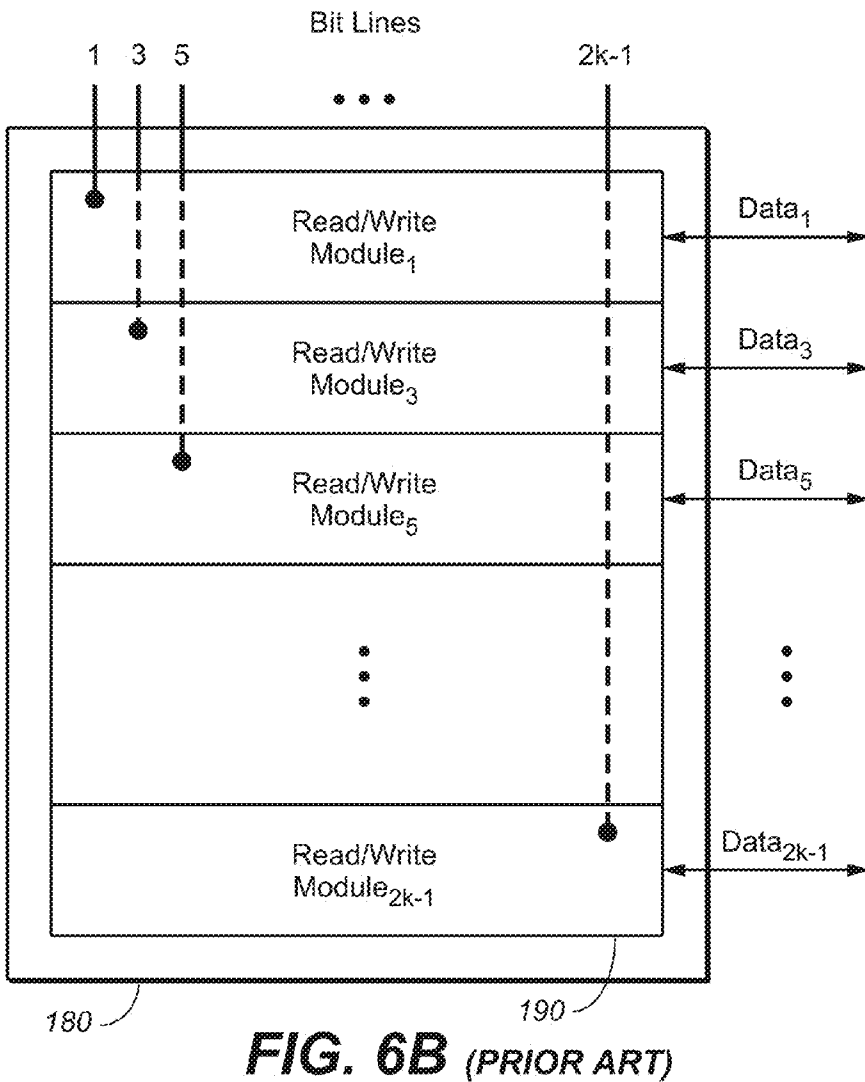 Bit Lines
1 3 5 2k-1
• • •
Read/Write
Module₁
Data₁
Read/Write
Module₃
Data₃
Read/Write
Module₅
Data₅
Read/Write
Module₂ₖ₋₁
Data₂ₖ₋₁
180
190
FIG. 6B (PRIOR ART)